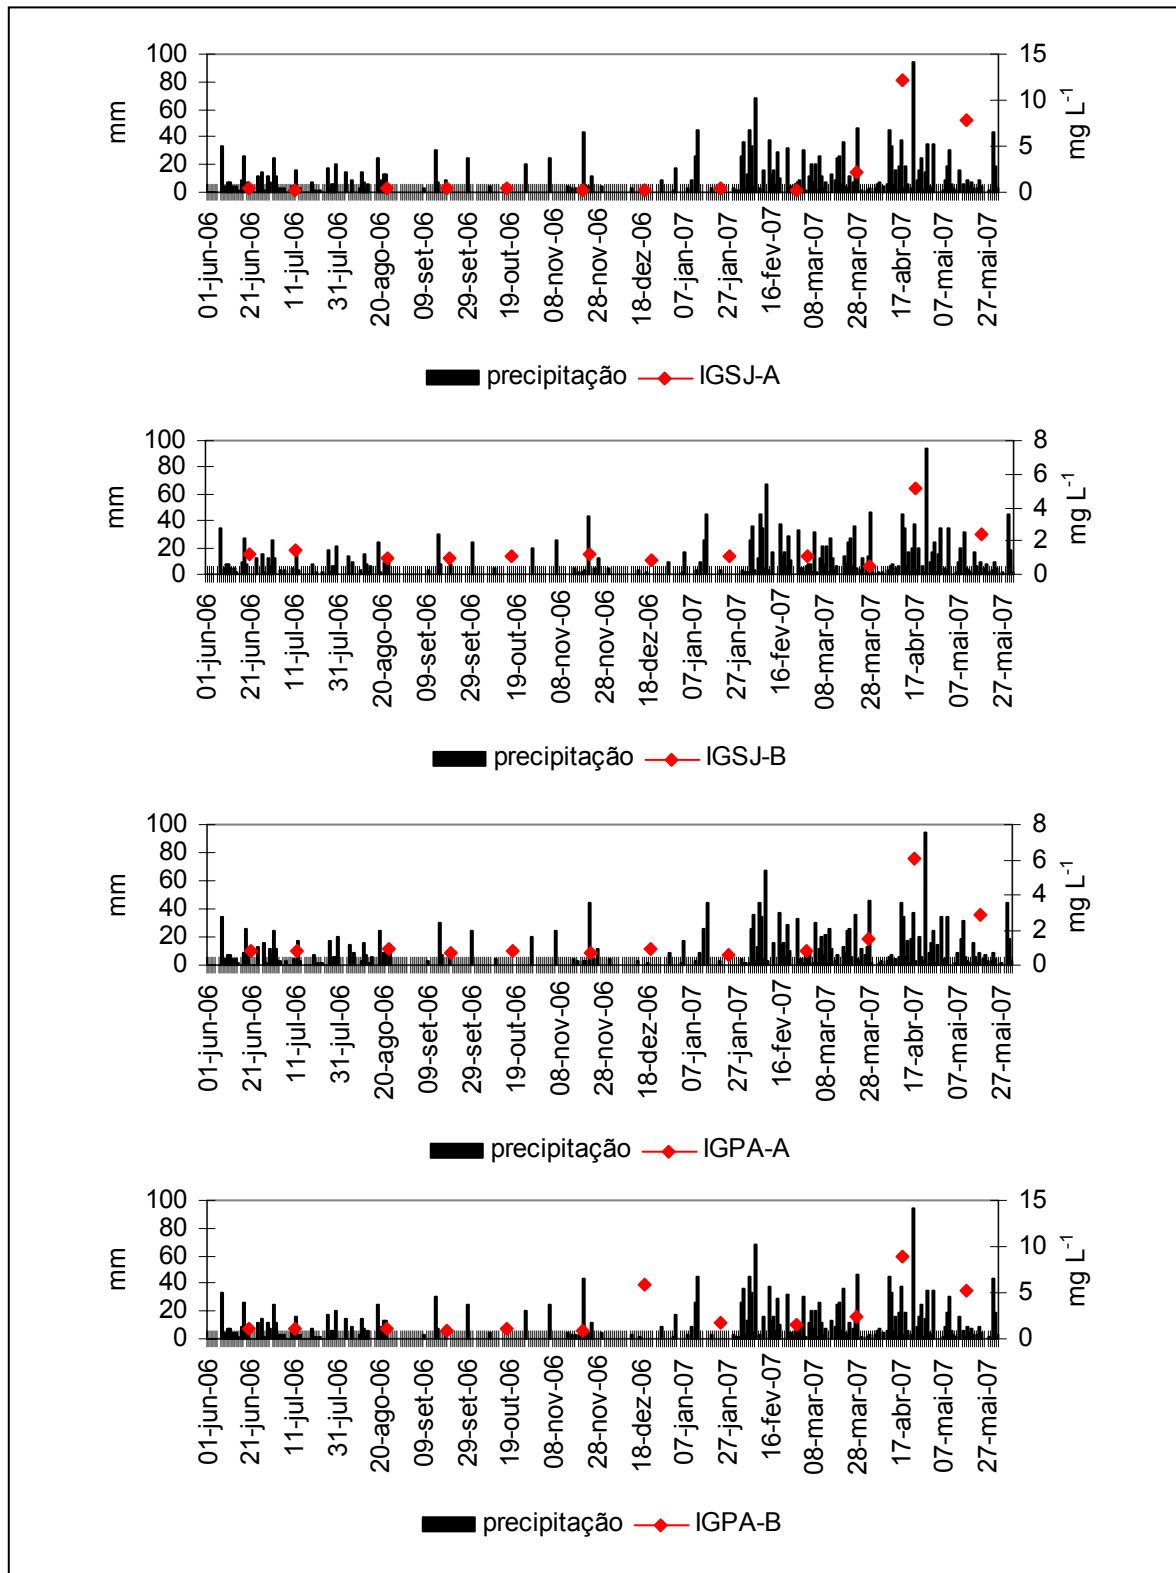 100 80 60 40 20 0
mm
15 10 5 0
mg L-1
01-jun-06 21-jun-06 11-jul-06 31-jul-06 20-ago-06 09-set-06 29-set-06 19-out-06 08-nov-06 28-nov-06 18-dez-06 07-jan-07 27-jan-07 16-fev-07 08-mar-07 28-mar-07 17-abr-07 07-mai-07 27-mai-07
precipitação IGSJ-A
100 80 60 40 20 0
mm
8 6 4 2 0
mg L-1
01-jun-06 21-jun-06 11-jul-06 31-jul-06 20-ago-06 09-set-06 29-set-06 19-out-06 08-nov-06 28-nov-06 18-dez-06 07-jan-07 27-jan-07 16-fev-07 08-mar-07 28-mar-07 17-abr-07 07-mai-07 27-mai-07
precipitação IGSJ-B
100 80 60 40 20 0
mm
8 6 4 2 0
mg L-1
01-jun-06 21-jun-06 11-jul-06 31-jul-06 20-ago-06 09-set-06 29-set-06 19-out-06 08-nov-06 28-nov-06 18-dez-06 07-jan-07 27-jan-07 16-fev-07 08-mar-07 28-mar-07 17-abr-07 07-mai-07 27-mai-07
precipitação IGPA-A
100 80 60 40 20 0
mm
15 10 5 0
mg L-1
01-jun-06 21-jun-06 11-jul-06 31-jul-06 20-ago-06 09-set-06 29-set-06 19-out-06 08-nov-06 28-nov-06 18-dez-06 07-jan-07 27-jan-07 16-fev-07 08-mar-07 28-mar-07 17-abr-07 07-mai-07 27-mai-07
precipitação IGPA-B